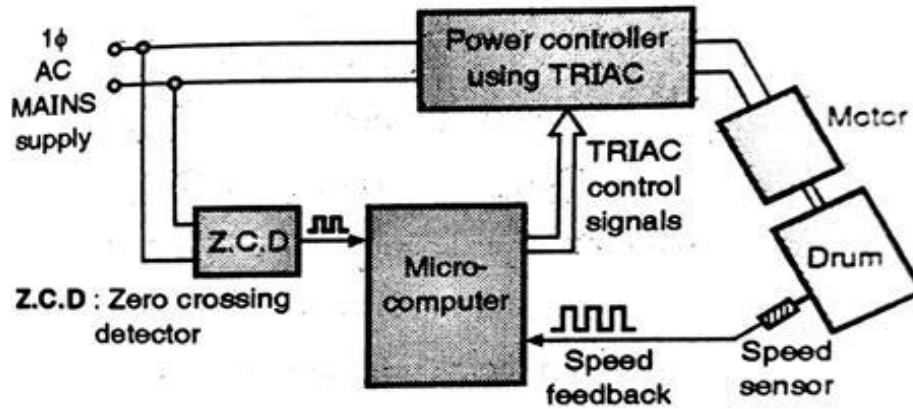 1ϕ
AC
MAINS
supply
Power controller
using TRIAC
Motor
TRIAC
control
signals
Z.C.D
Micro-
computer
Drum
Z.C.D : Zero crossing
detector
Speed
feedback
Speed
sensor